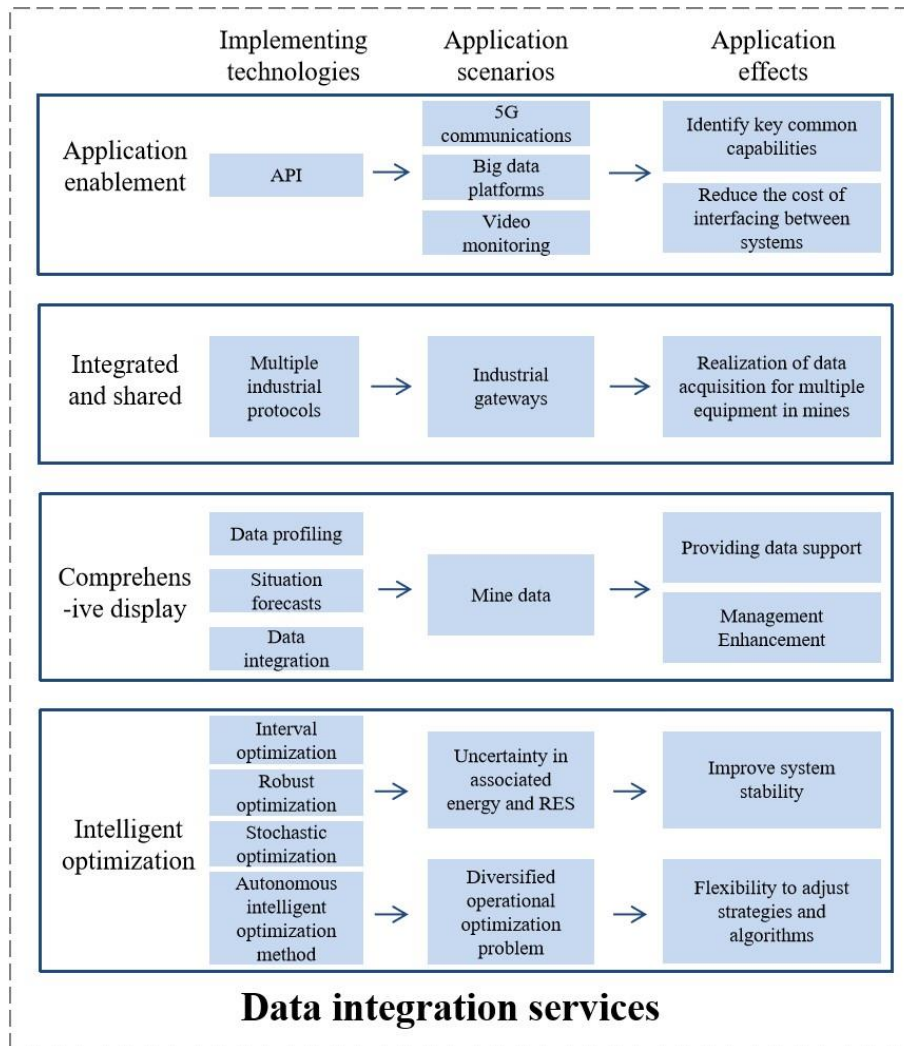 Implementing
technologies
Application
scenarios
Application
effects
Application
enablement
API
5G
communications
Big data
platforms
Video
monitoring
Identify key common
capabilities
Reduce the cost of
interfacing between
systems
Integrated
and shared
Multiple
industrial
protocols
Industrial
gateways
Realization of data
acquisition for multiple
equipment in mines
Comprehens
-ive display
Data profiling
Situation
forecasts
Data
integration
Mine data
Providing data support
Management
Enhancement
Intelligent
optimization
Interval
optimization
Robust
optimization
Stochastic
optimization
Autonomous
intelligent
optimization
method
Uncertainty in
associated
energy and RES
Diversified
operational
optimization
problem
Improve system
stability
Flexibility to adjust
strategies and
algorithms
Data integration services